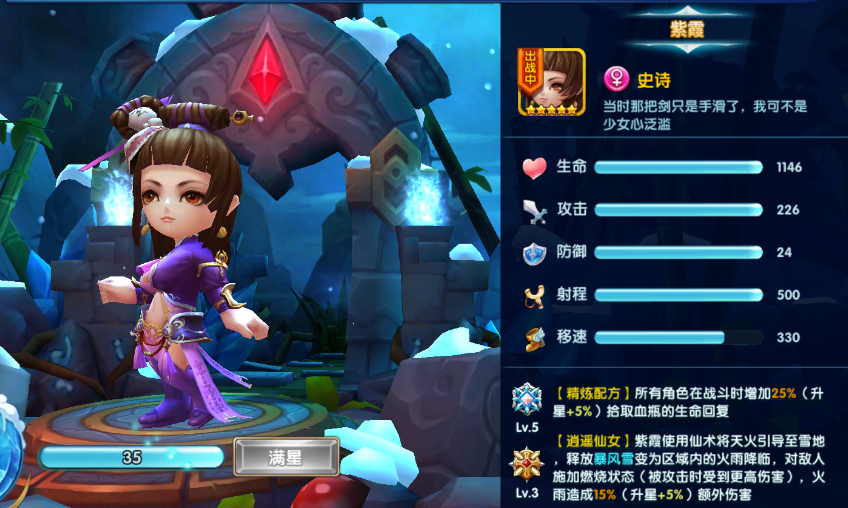 紫霞
出战中
史诗
当时那把剑只是手滑了，我可不是
少女心泛滥
生命 1146
攻击 226
防御 24
射程 500
移速 330
【精炼配方】所有角色在战斗时增加25%（升
星+5%）拾取血瓶的生命回复
Lv.5
【逍遥仙女】紫霞使用仙术将天火引导至雪地
，释放暴风雪变为区域内的火雨降临，对敌人
施加燃烧状态（被攻击时受到更高伤害），火
雨造成15%（升星+5%）额外伤害
Lv.3
35
满星